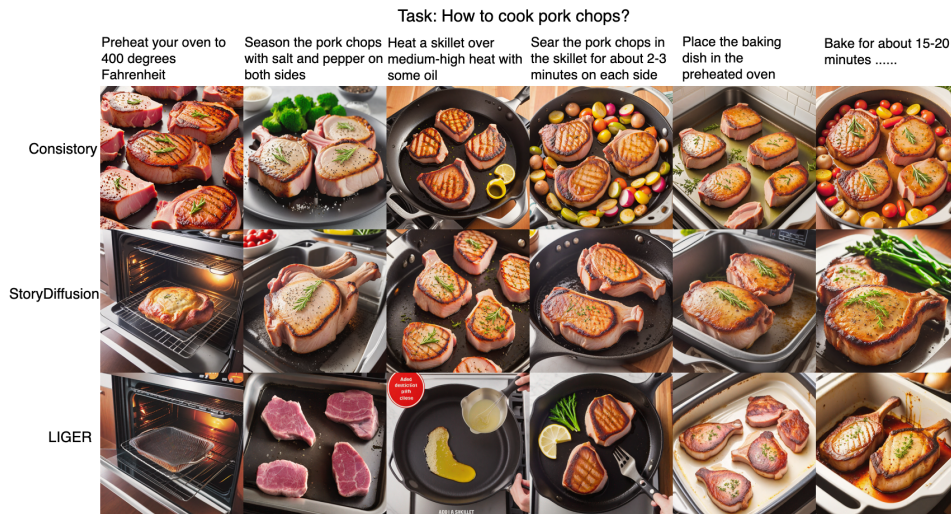 Task: How to cook pork chops?
Preheat your oven to
400 degrees
Fahrenheit
Season the pork chops
with salt and pepper on
both sides
Heat a skillet over
medium-high heat with
some oil
Sear the pork chops in
the skillet for about 2-3
minutes on each side
Place the baking
dish in the
preheated oven
Bake for about 15-20
minutes ......
Consistory
StoryDiffusion
LIGER